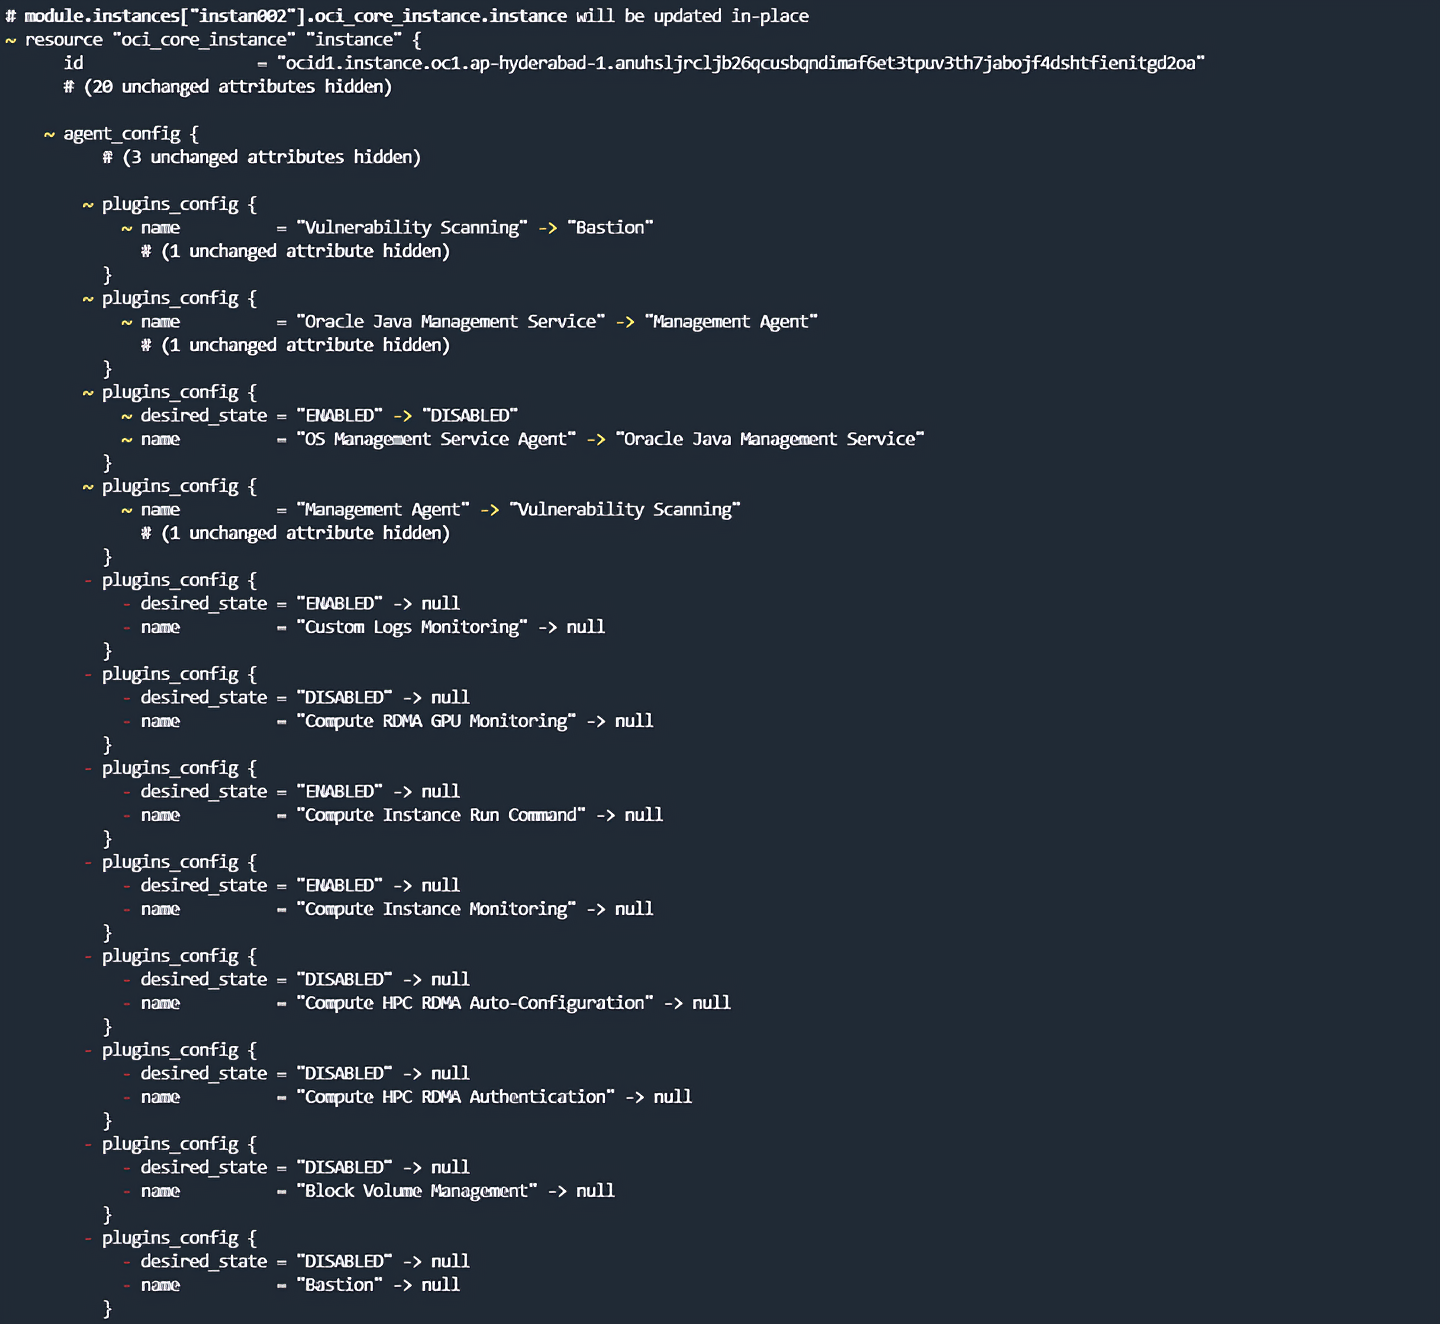 # module.instances["instan002"].oci_core_instance.instance will be updated in-place
~ resource "oci_core_instance" "instance" {
      id                  = "ocid1.instance.oc1.ap-hyderabad-1.anuhsljrcljb26qcusbqndimaf6et3tpuv3th7jabojf4dshtfienitgd2oa"
      # (20 unchanged attributes hidden)

    ~ agent_config {
          # (3 unchanged attributes hidden)

        ~ plugins_config {
            ~ name          = "Vulnerability Scanning" -> "Bastion"
              # (1 unchanged attribute hidden)
          }
        ~ plugins_config {
            ~ name          = "Oracle Java Management Service" -> "Management Agent"
              # (1 unchanged attribute hidden)
          }
        ~ plugins_config {
            ~ desired_state = "ENABLED" -> "DISABLED"
            ~ name          = "OS Management Service Agent" -> "Oracle Java Management Service"
          }
        ~ plugins_config {
            ~ name          = "Management Agent" -> "Vulnerability Scanning"
              # (1 unchanged attribute hidden)
          }
        - plugins_config {
            - desired_state = "ENABLED" -> null
            - name          = "Custom Logs Monitoring" -> null
          }
        - plugins_config {
            - desired_state = "DISABLED" -> null
            - name          = "Compute RDMA GPU Monitoring" -> null
          }
        - plugins_config {
            - desired_state = "ENABLED" -> null
            - name          = "Compute Instance Run Command" -> null
          }
        - plugins_config {
            - desired_state = "ENABLED" -> null
            - name          = "Compute Instance Monitoring" -> null
          }
        - plugins_config {
            - desired_state = "DISABLED" -> null
            - name          = "Compute HPC RDMA Auto-Configuration" -> null
          }
        - plugins_config {
            - desired_state = "DISABLED" -> null
            - name          = "Compute HPC RDMA Authentication" -> null
          }
        - plugins_config {
            - desired_state = "DISABLED" -> null
            - name          = "Block Volume Management" -> null
          }
        - plugins_config {
            - desired_state = "DISABLED" -> null
            - name          = "Bastion" -> null
          }